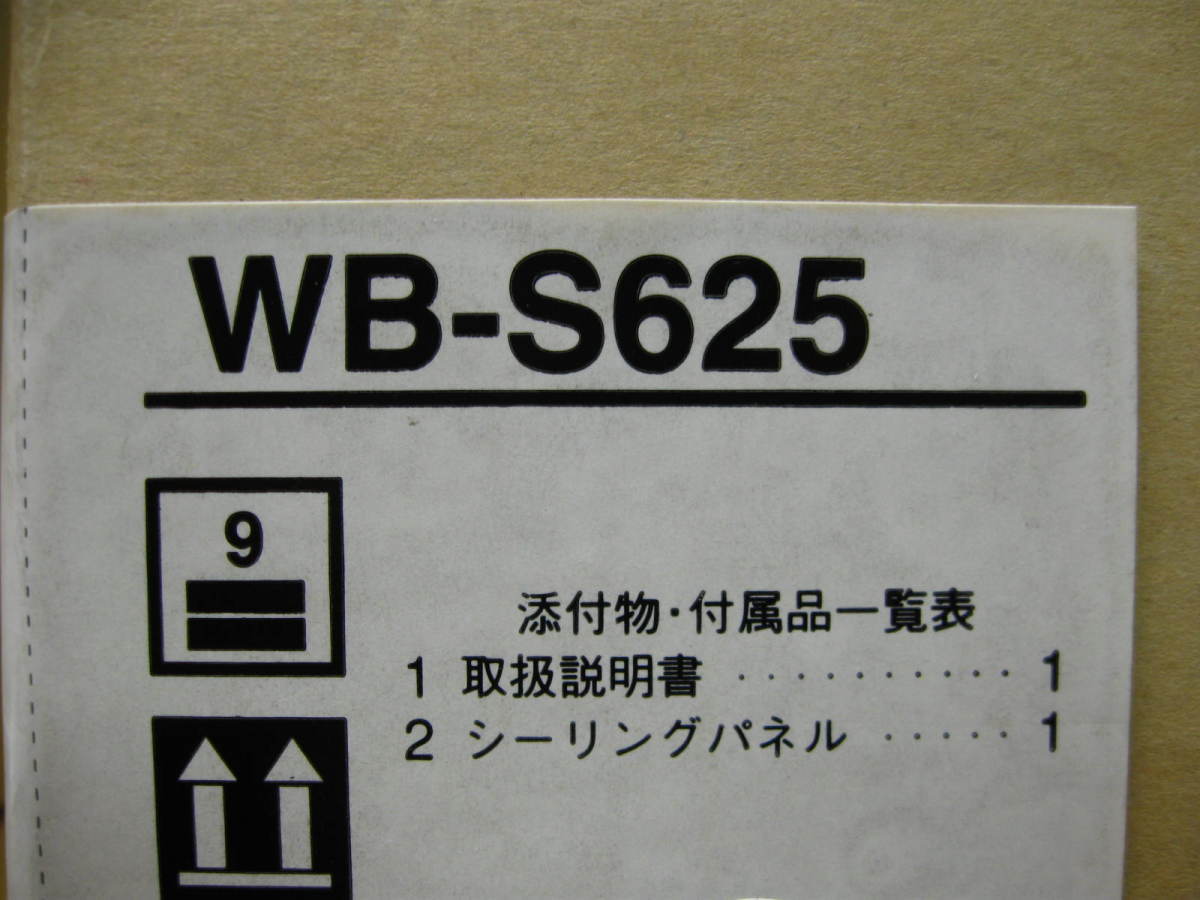 WB-S625
9
添付物・付属品一覧表
1 取扱説明書 ・・・・・・・・・・・ 1
2 シーリングパネル ・・・・・ 1